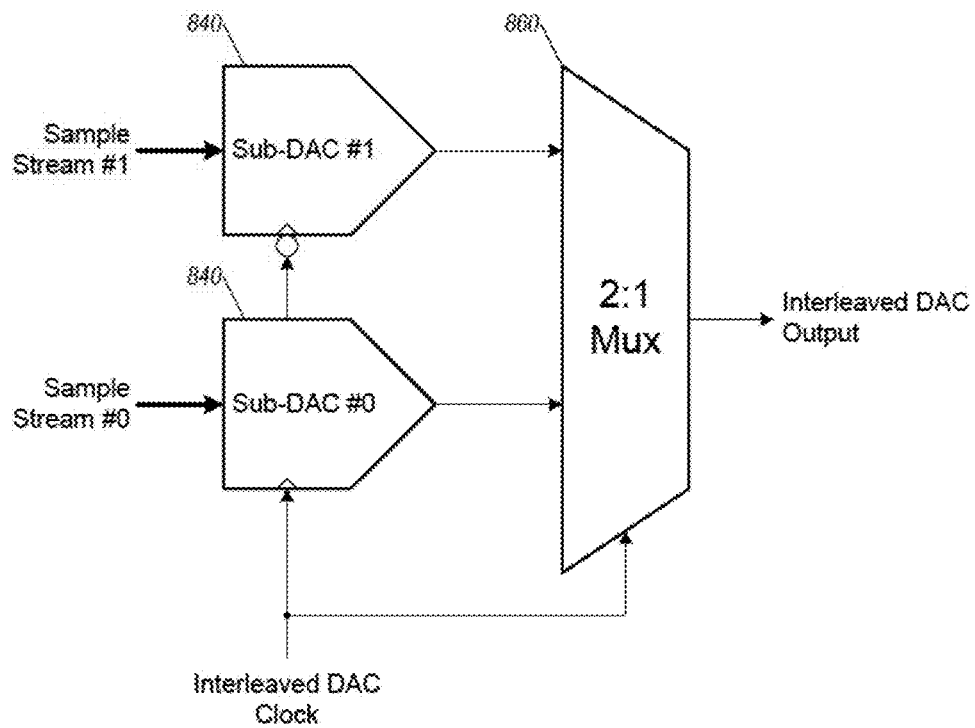 840
860
Sample
Stream #1
Sub-DAC #1
840
2:1
Mux
Interleaved DAC
Output
Sample
Stream #0
Sub-DAC #0
Interleaved DAC
Clock